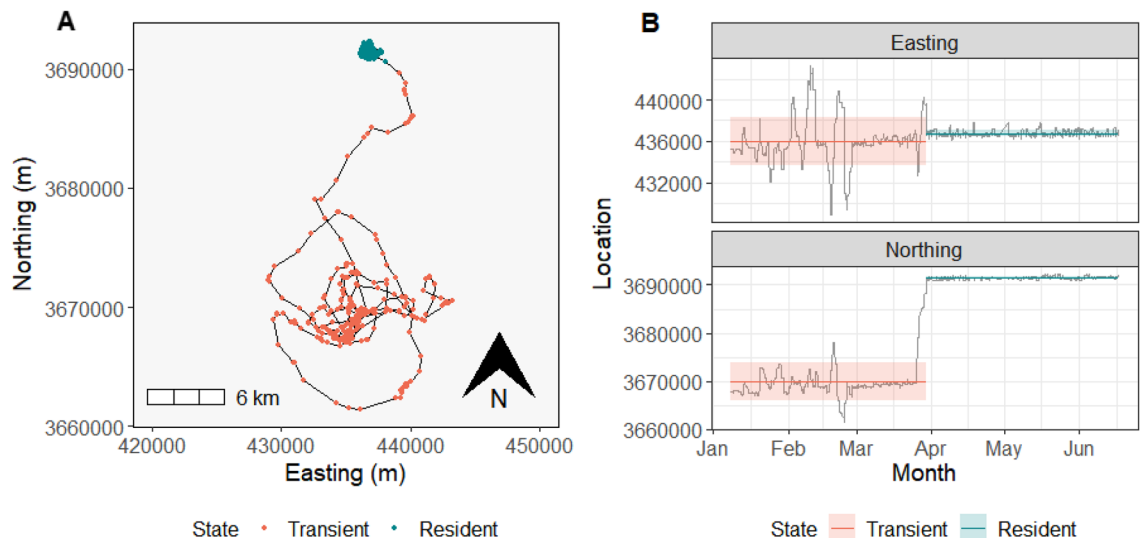 A
Northing (m)
3690000
3680000
3670000
3660000
6 km
N
420000 430000 440000 450000
Easting (m)
State Transient Resident
B
Location
Easting
440000
436000
432000
Northing
3690000
3680000
3670000
3660000
Jan Feb Mar Apr May Jun
Month
State Transient Resident